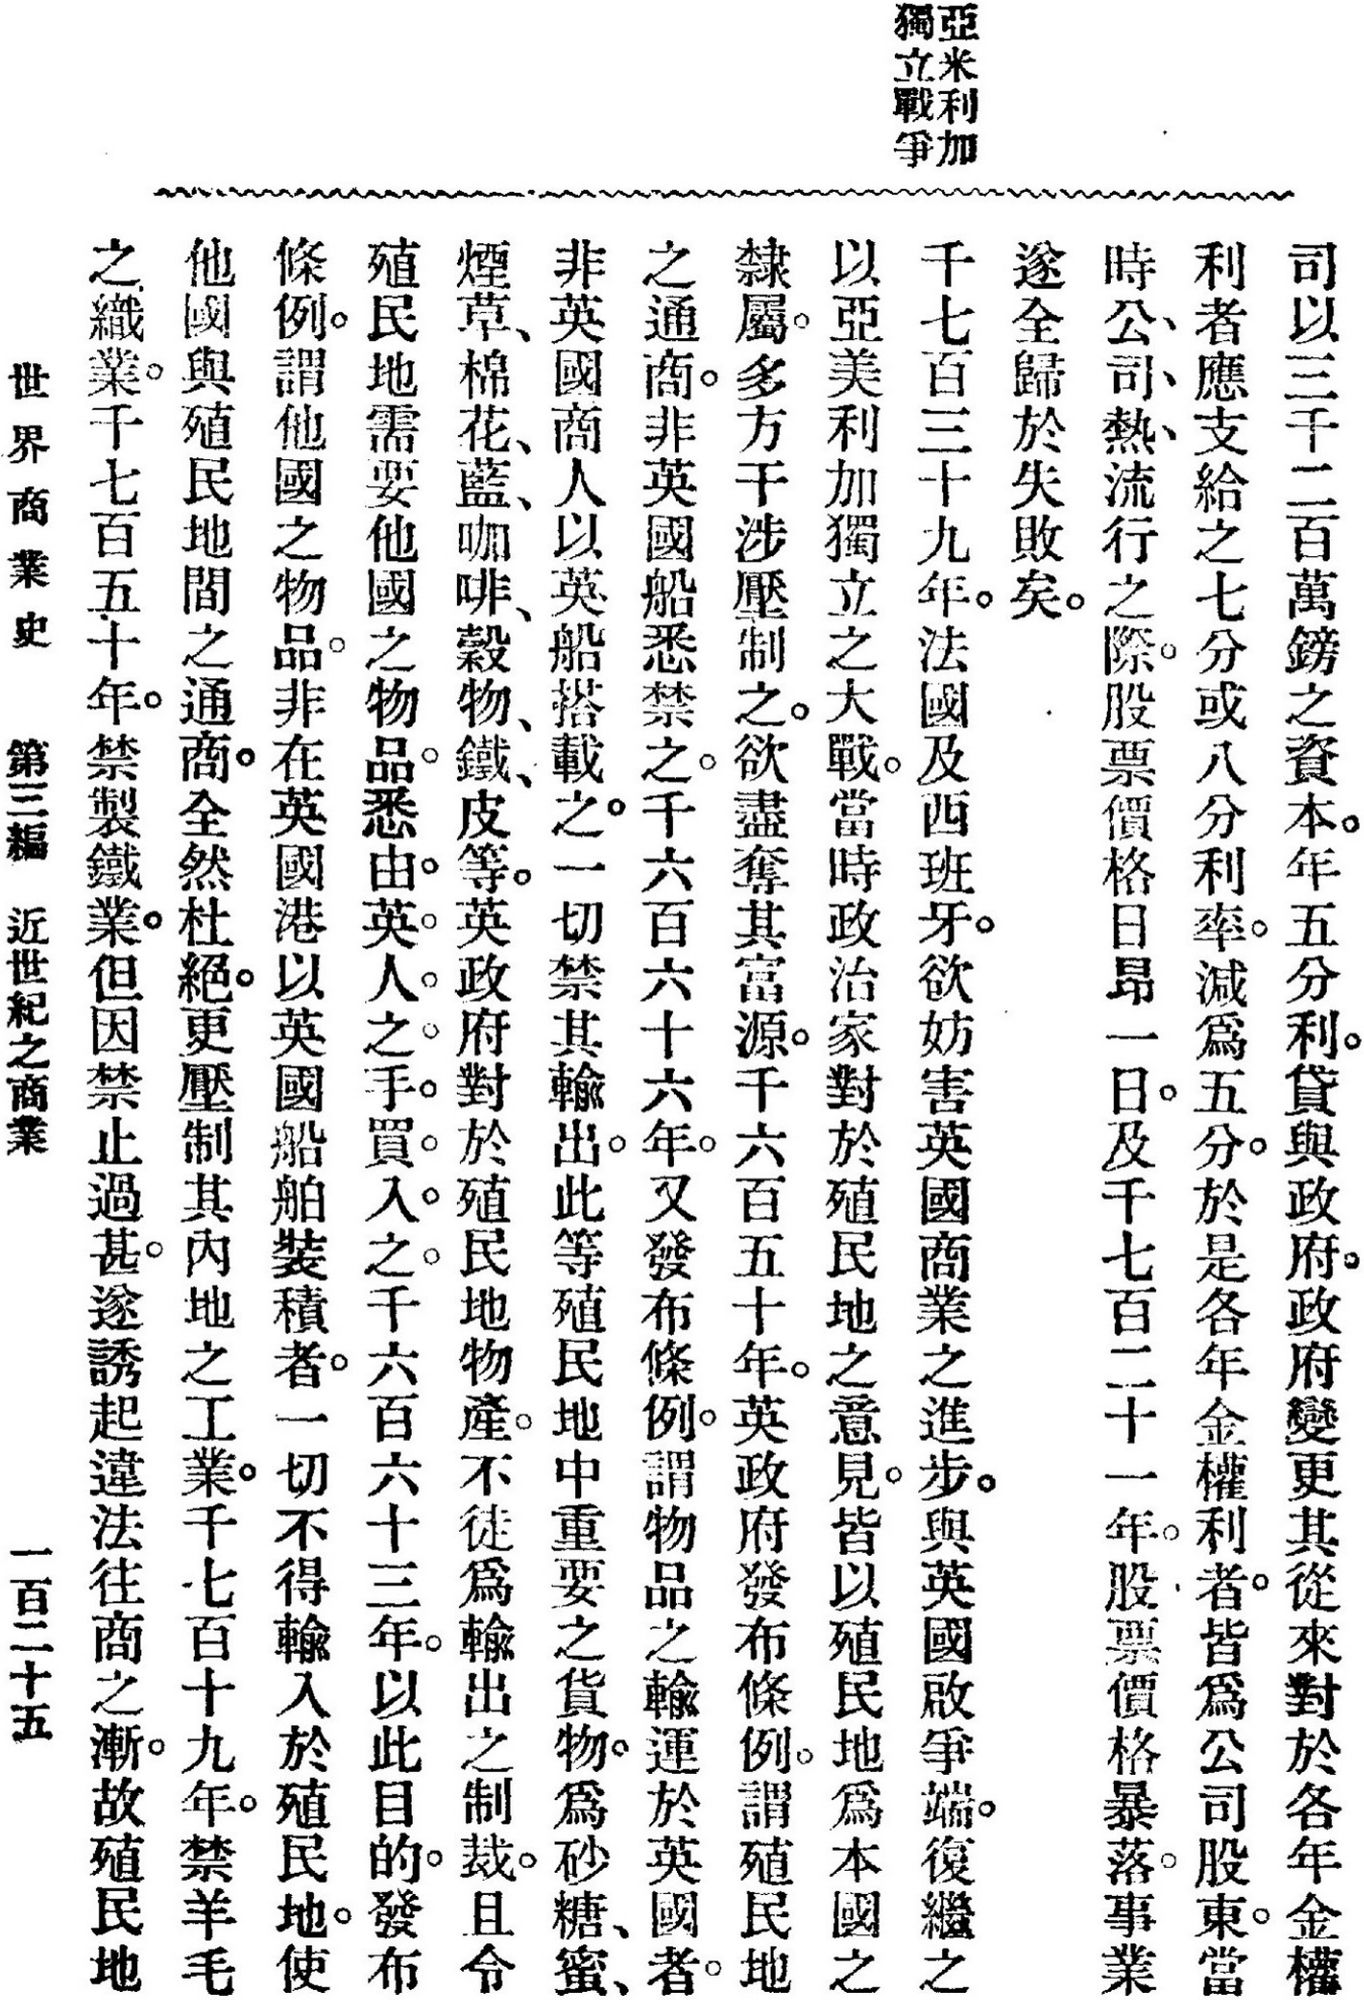 亞米利加
獨立戰爭
司以三千二百萬鎊之資本。年五分利。貸與政府。政府變更其從來對於各年金權
利者應支給之七分或八分利率。減爲五分。於是各年金權利者。皆爲公司股東。當
時、公司、熱、流行之際。股票價格日昂一日。及千七百二十一年。股票價格暴落。事業
遂全歸於失敗矣。
千七百三十九年。法國及西班牙。欲妨害英國商業之進步。與英國啟爭端。復繼之
以亞美利加獨立之大戰。當時政治家對於殖民地之意見。皆以殖民地爲本國之
隸屬。多方干涉壓制之。欲盡奪其富源。千六百五十年。英政府發布條例。謂殖民地
之通商。非英國船悉禁之。千六百六十六年。又發布條例。謂物品之輸運於英國者。
非英國商人以英船搭載之。一切禁其輸出。此等殖民地中重要之貨物。爲砂糖、蜜、
煙草、棉花、藍、咖啡、穀物、鐵、皮等。英政府對於殖民地物產。不徒爲輸出之制裁。且令
殖民地需要他國之物品。悉由。英。人。之。手。買。入。之。千六百六十三年。以此目的。發布
條例。謂他國之物品。非在英國港以英國船舶裝積者。一切不得輸入於殖民地。使
他國與殖民地間之通商。全然杜絕。更壓制其內地之工業。千七百十九年。禁羊毛
之織業。千七百五十年。禁製鐵業。但因禁止過甚。遂誘起違法往商之漸。故殖民地
世界商業史　第三編　近世紀之商業　一百二十五